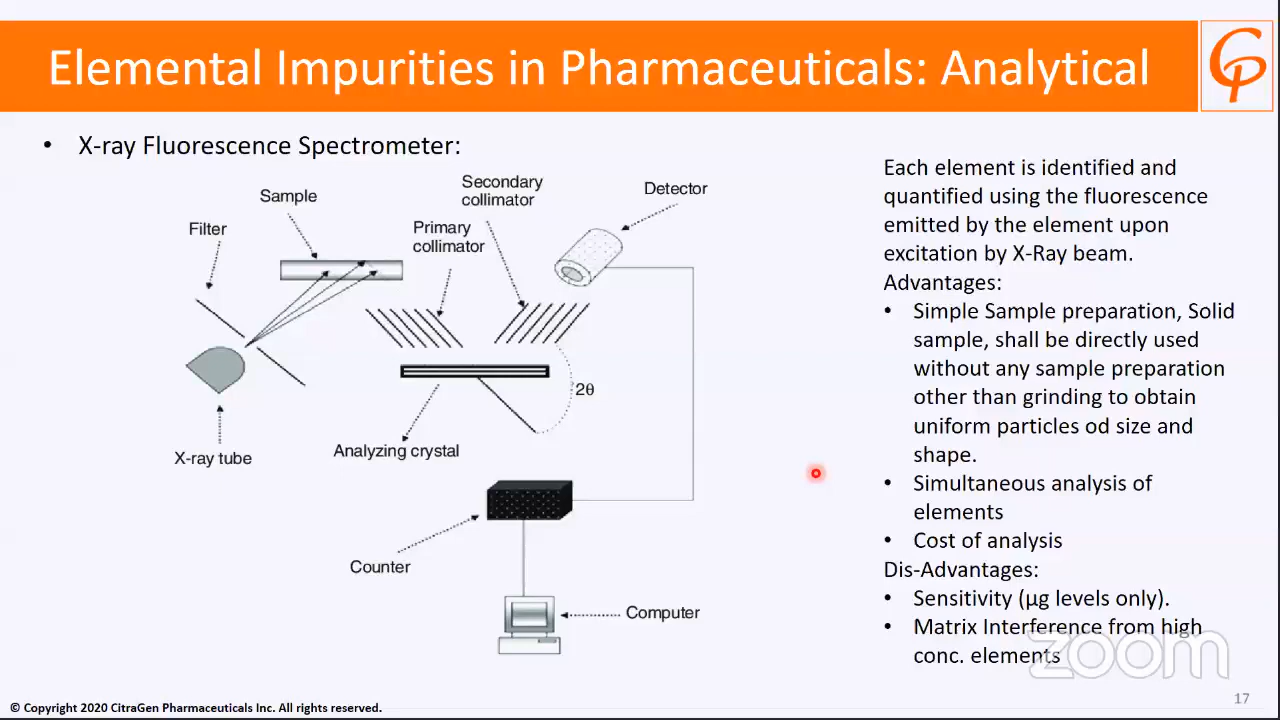 Elemental Impurities in Pharmaceuticals: Analytical
CP
• X-ray Fluorescence Spectrometer:
Sample
Filter
Secondary
collimator
Primary
collimator
Detector
2θ
X-ray tube
Analyzing crystal
Counter
Computer
Each element is identified and
quantified using the fluorescence
emitted by the element upon
excitation by X-Ray beam.
Advantages:
• Simple Sample preparation, Solid
sample, shall be directly used
without any sample preparation
other than grinding to obtain
uniform particles od size and
shape.
• Simultaneous analysis of
elements
• Cost of analysis
Dis-Advantages:
• Sensitivity (µg levels only).
• Matrix Interference from high
conc. elements
zoom
17
© Copyright 2020 CitraGen Pharmaceuticals Inc. All rights reserved.